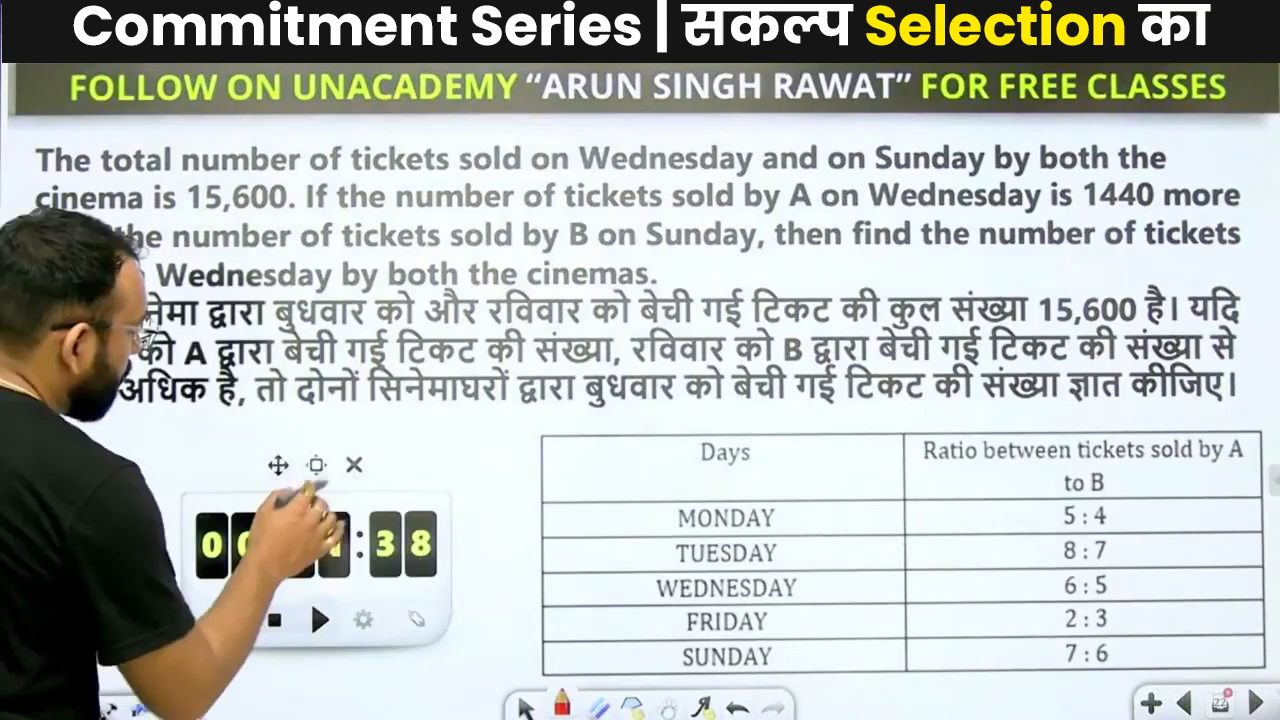 Commitment Series | सकल्प Selection का
FOLLOW ON UNACADEMY “ARUN SINGH RAWAT” FOR FREE CLASSES
The total number of tickets sold on Wednesday and on Sunday by both the
cinema is 15,600. If the number of tickets sold by A on Wednesday is 1440 more
the number of tickets sold by B on Sunday, then find the number of tickets
Wednesday by both the cinemas.
द्वारा बुधवार को और रविवार को बेची गई टिकट की कुल संख्या 15,600 है। यदि
को A द्वारा बेची गई टिकट की संख्या, रविवार को B द्वारा बेची गई टिकट की संख्या से
अधिक है, तो दोनों सिनेमाघरों द्वारा बुधवार को बेची गई टिकट की संख्या ज्ञात कीजिए।
Days Ratio between tickets sold by A
to B
MONDAY 5 : 4
TUESDAY 8 : 7
WEDNESDAY 6 : 5
FRIDAY 2 : 3
SUNDAY 7 : 6
: 38
22